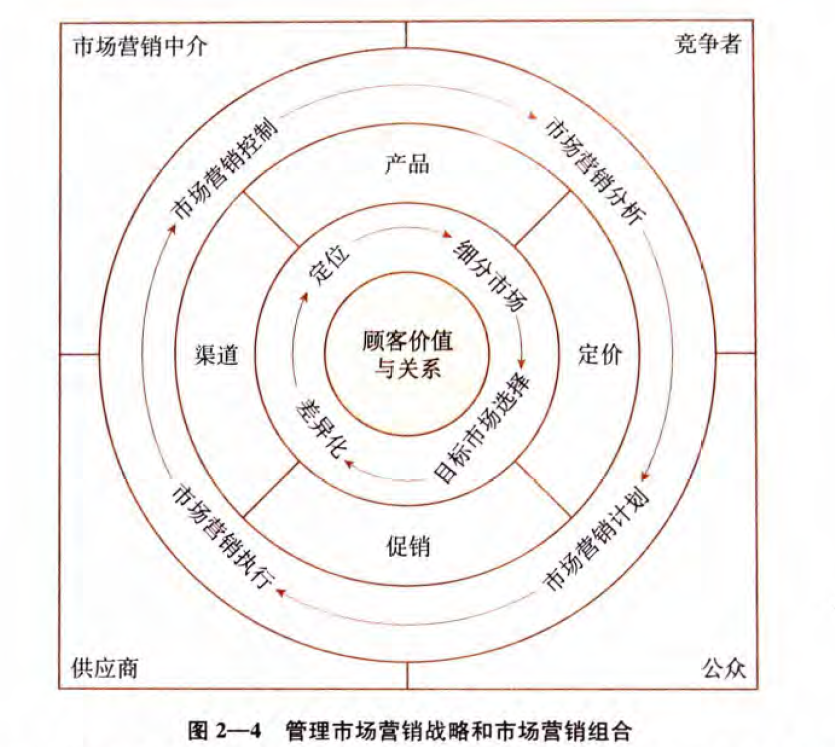 市场营销中介
竞争者
市场营销控制
市场营销分析
产品
定位
细分市场
渠道
顾客价值
与关系
定价
差异化
目标市场选择
市场营销执行
促销
市场营销计划
供应商
公众
图 2—4 管理市场营销战略和市场营销组合